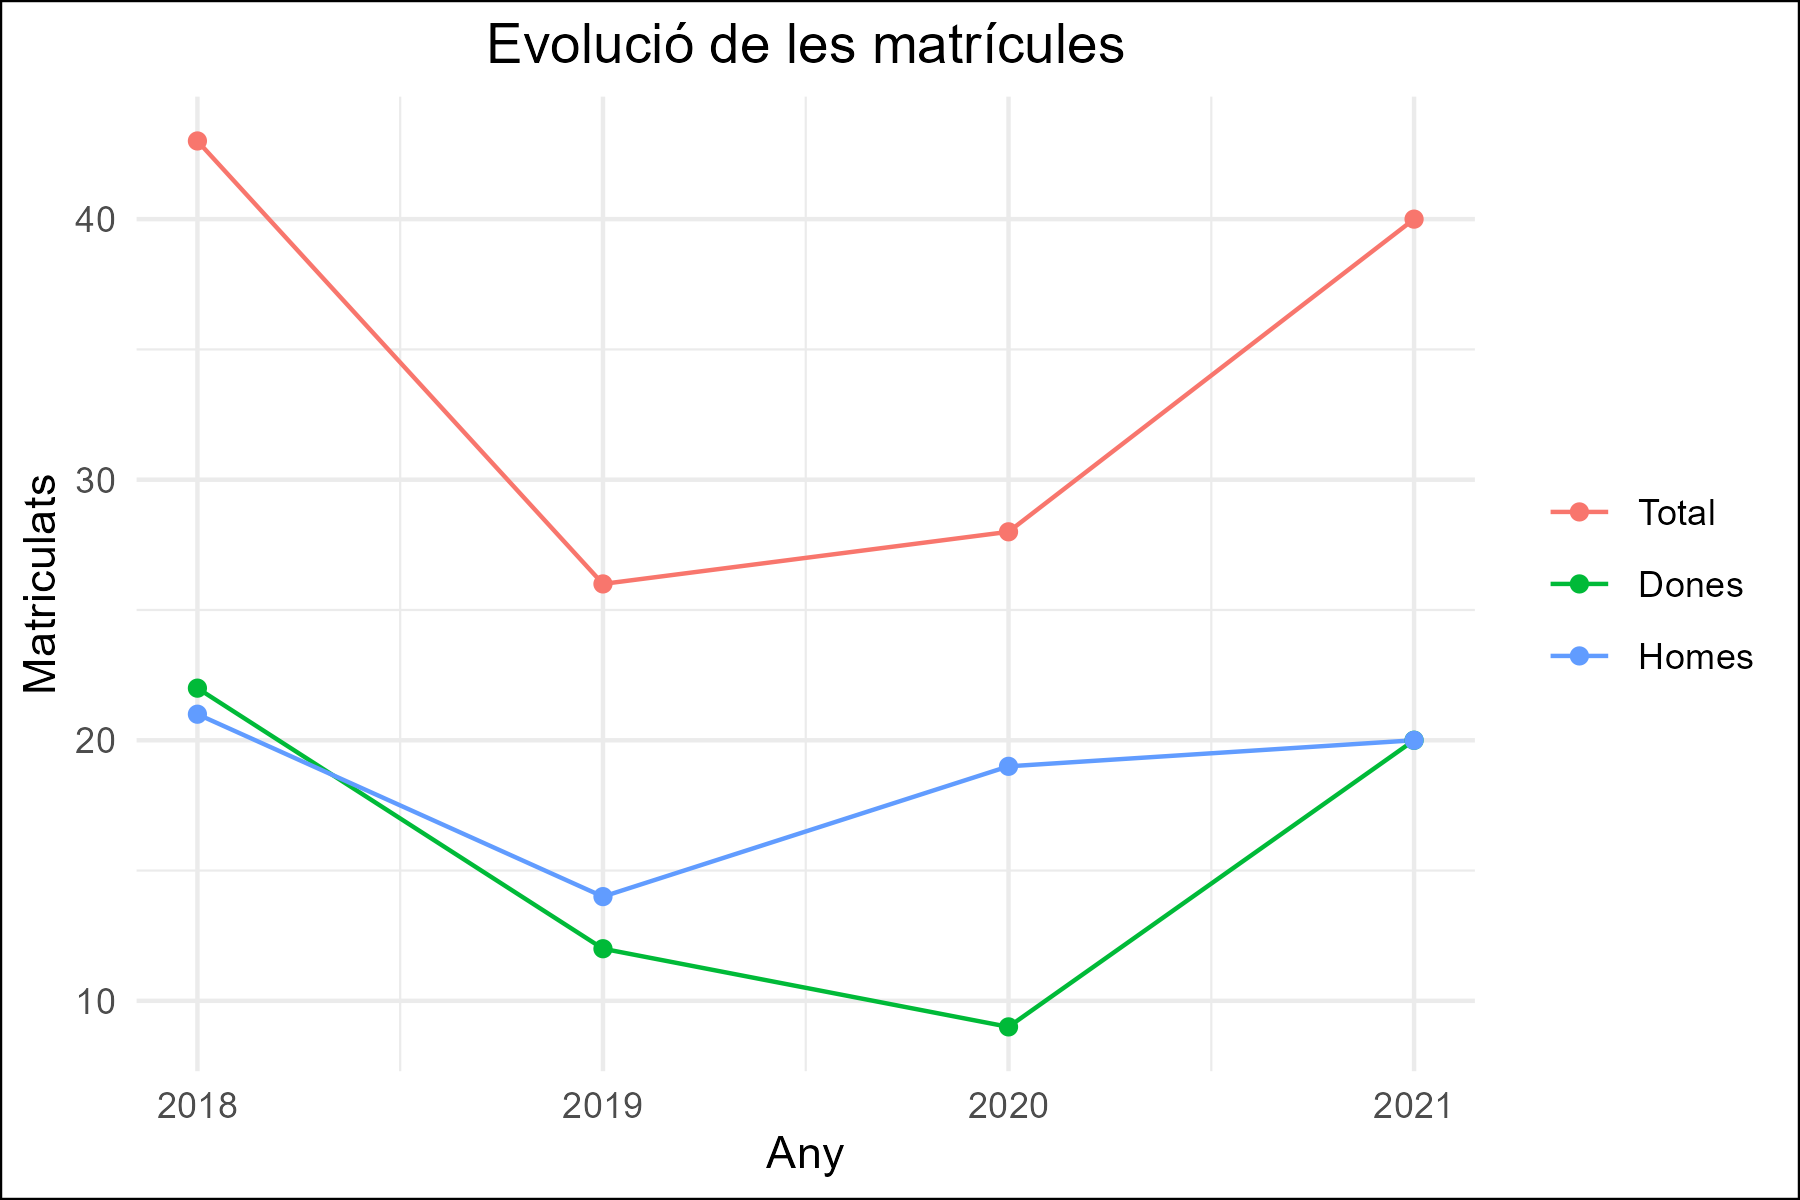 Evolució de les matrícules
Matriculats
40
30
20
10
2018
2019
2020
2021
Any
Total
Dones
Homes